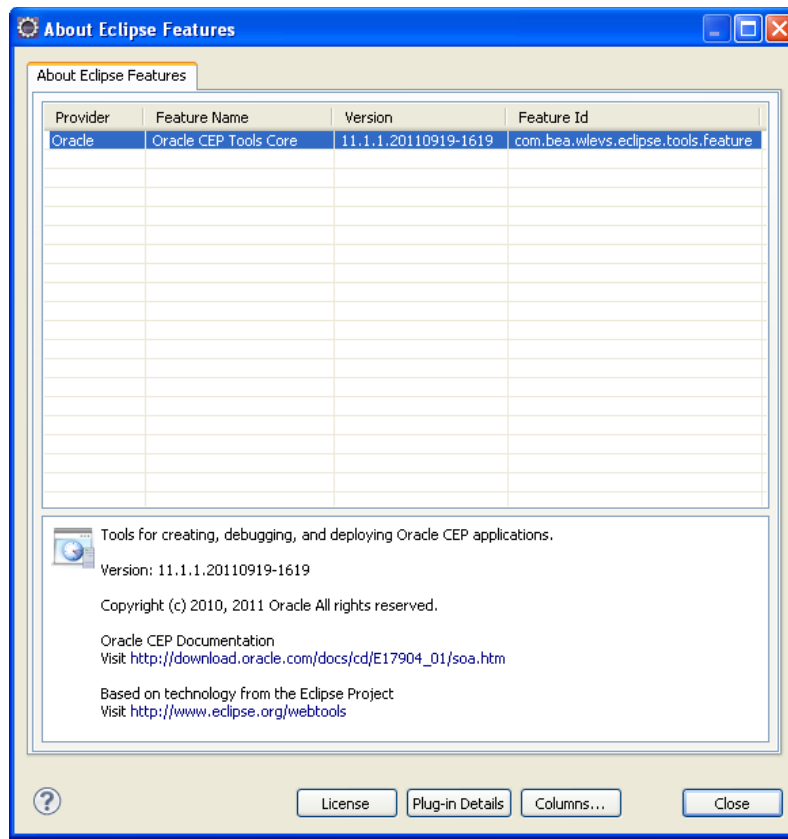 About Eclipse Features
About Eclipse Features
Provider Feature Name Version Feature Id
Oracle Oracle CEP Tools Core 11.1.1.20110919-1619 com.bea.wlevs.eclipse.tools.feature
Tools for creating, debugging, and deploying Oracle CEP applications.
Version: 11.1.1.20110919-1619
Copyright (c) 2010, 2011 Oracle All rights reserved.
Oracle CEP Documentation
Visit http://download.oracle.com/docs/cd/E17904_01/soa.htm
Based on technology from the Eclipse Project
Visit http://www.eclipse.org/webtools
? License Plug-in Details Columns... Close